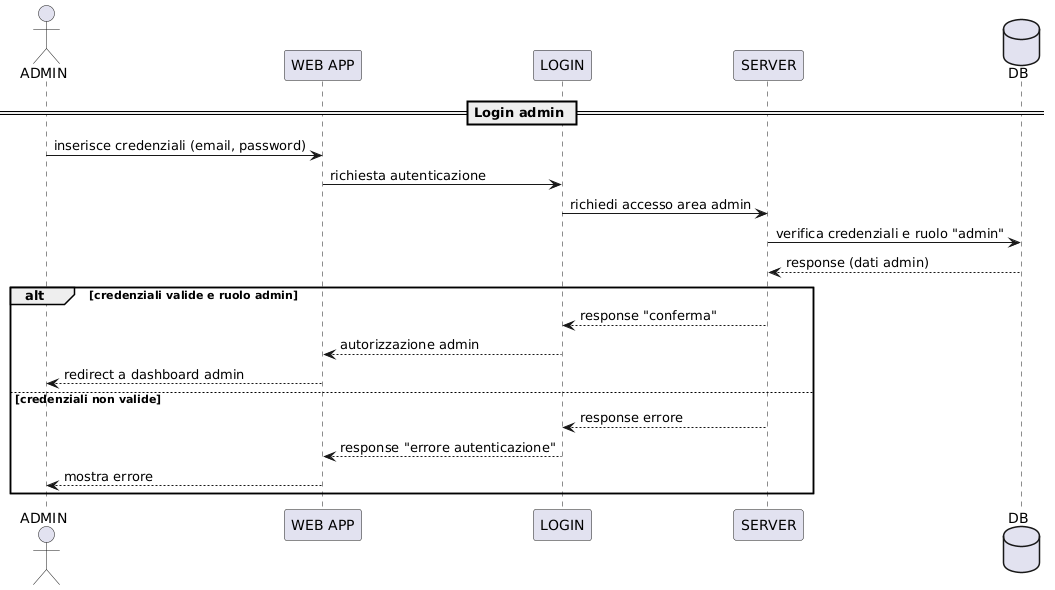 ADMIN
WEB APP
LOGIN
SERVER
DB
Login admin
inserisce credenziali (email, password)
richiesta autenticazione
richiedi accesso area admin
verifica credenziali e ruolo "admin"
response (dati admin)
alt
[credenziali valide e ruolo admin]
response "conferma"
autorizzazione admin
redirect a dashboard admin
[credenziali non valide]
response errore
response "errore autenticazione"
mostra errore
ADMIN
WEB APP
LOGIN
SERVER
DB